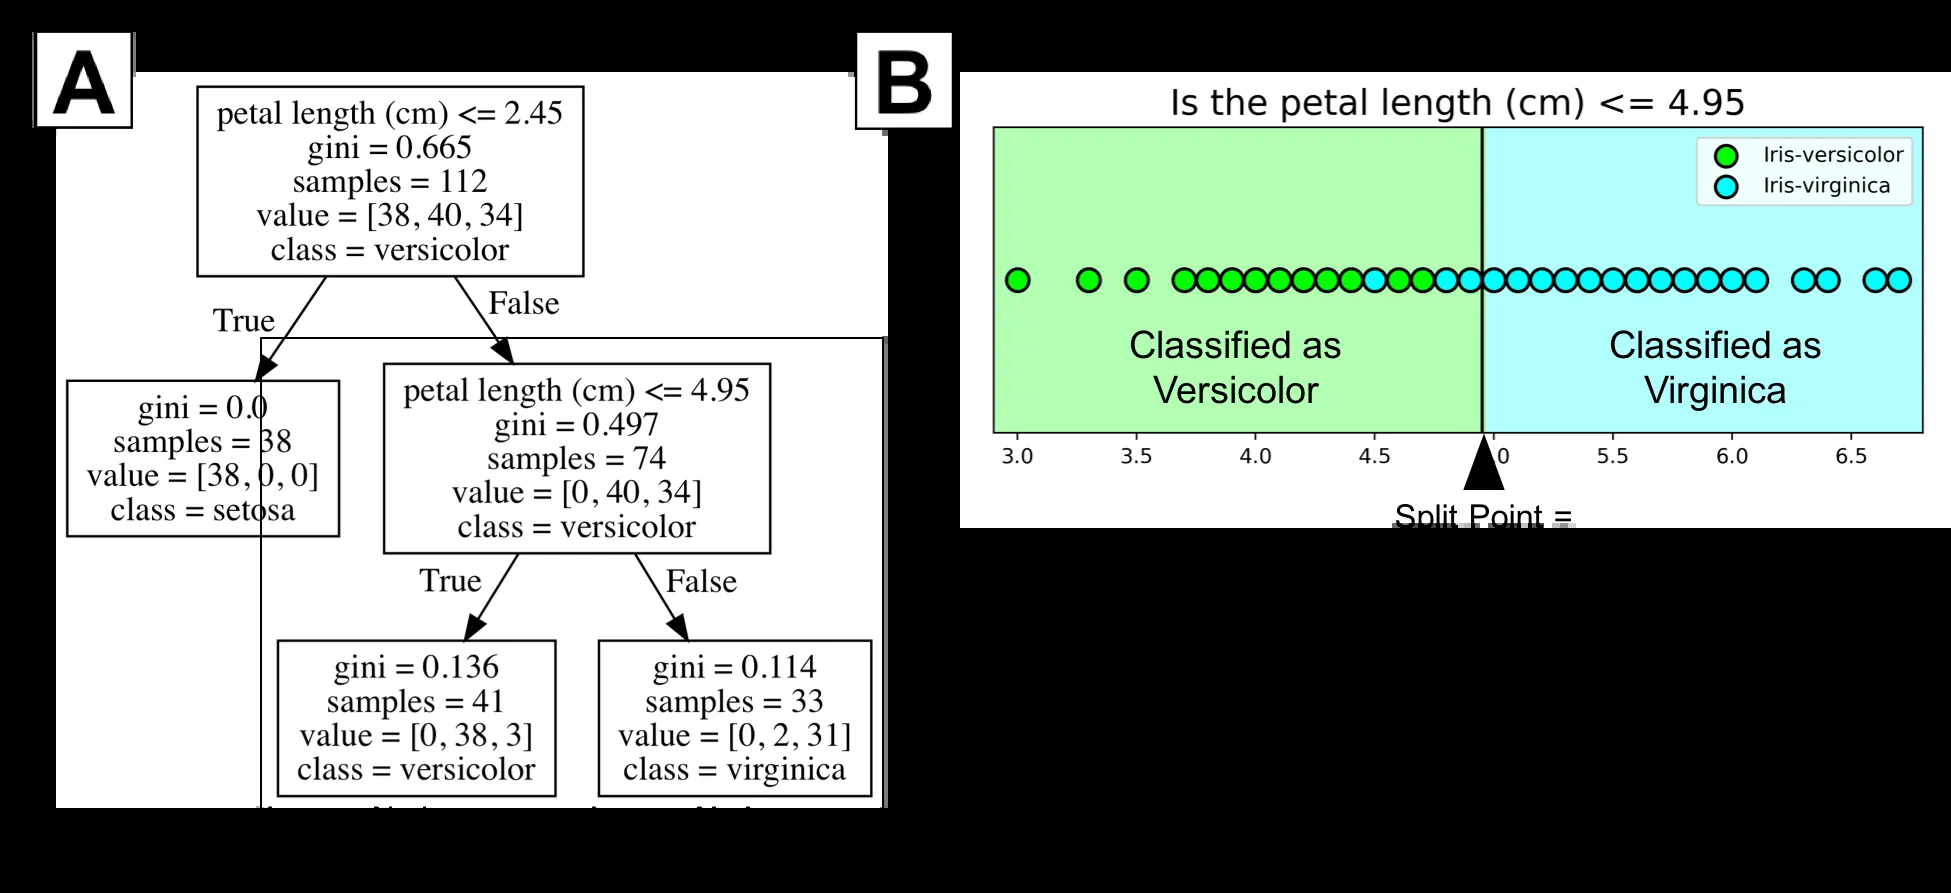 A
petal length (cm) <= 2.45
gini = 0.665
samples = 112
value = [38, 40, 34]
class = versicolor
True
False
gini = 0.0
samples = 38
value = [38, 0, 0]
class = setosa
petal length (cm) <= 4.95
gini = 0.497
samples = 74
value = [0, 40, 34]
class = versicolor
True
False
gini = 0.136
samples = 41
value = [0, 38, 3]
class = versicolor
gini = 0.114
samples = 33
value = [0, 2, 31]
class = virginica
B
Is the petal length (cm) <= 4.95
Iris-versicolor
Iris-virginica
Classified as
Versicolor
Classified as
Virginica
3.0 3.5 4.0 4.5 .0 5.5 6.0 6.5
Split Point =